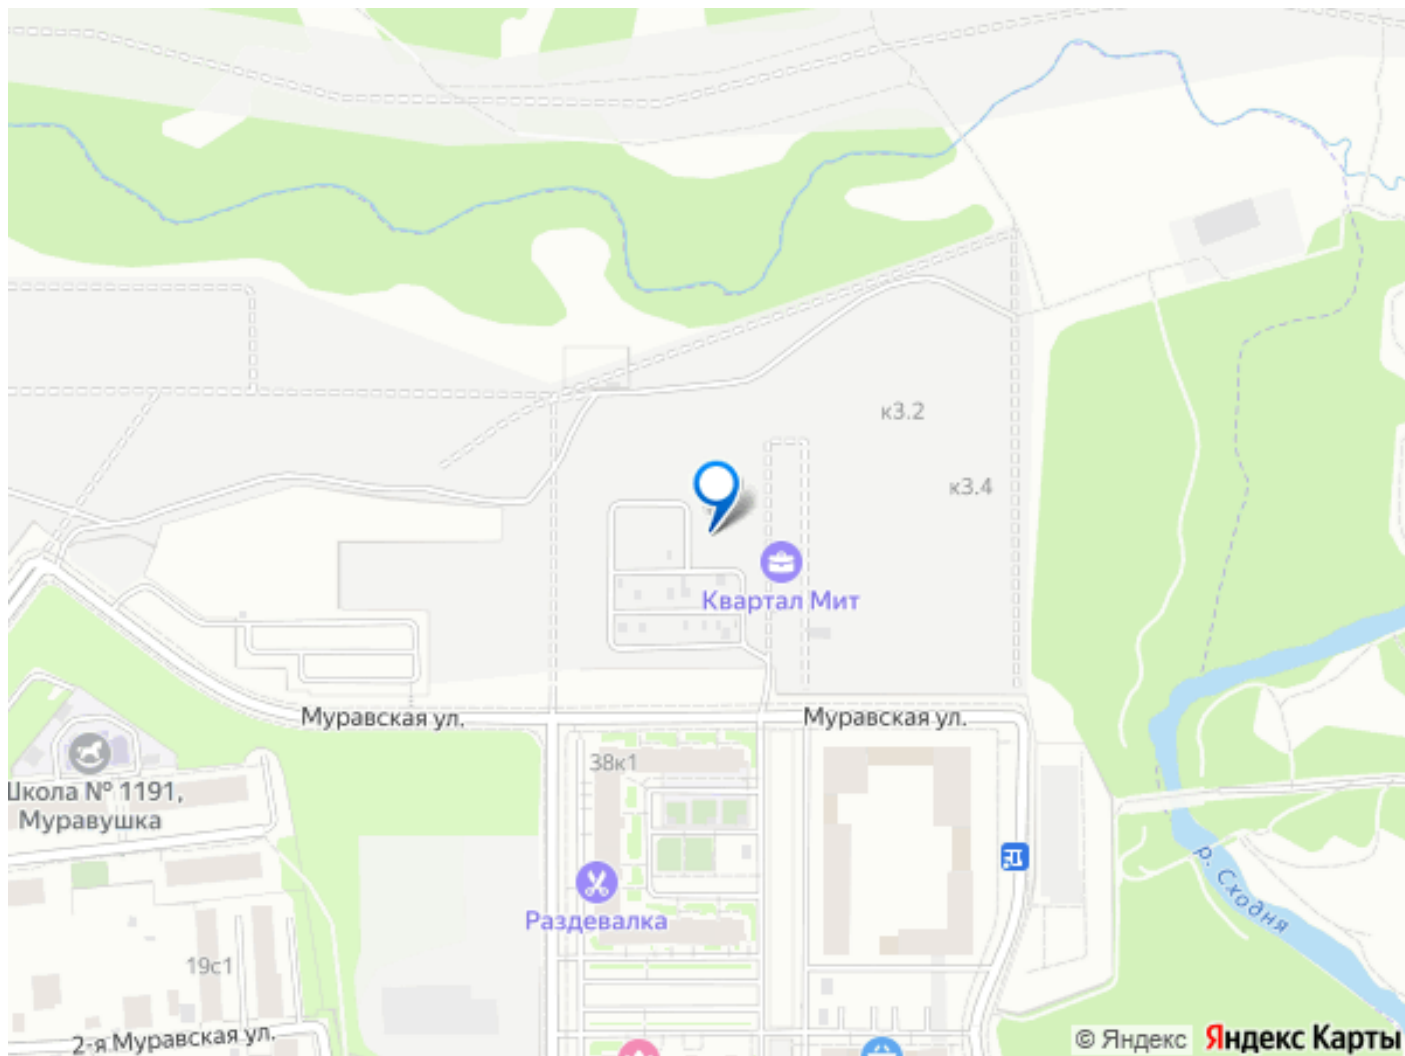 к3.2
к3.4
Квартал Мит
Муравская ул.
Муравская ул.
38к1
Школа № 1191,
Муравушка
р. Сходня
Раздевалка
19с1
2-я Муравская ул.
© Яндекс Яндекс Карты